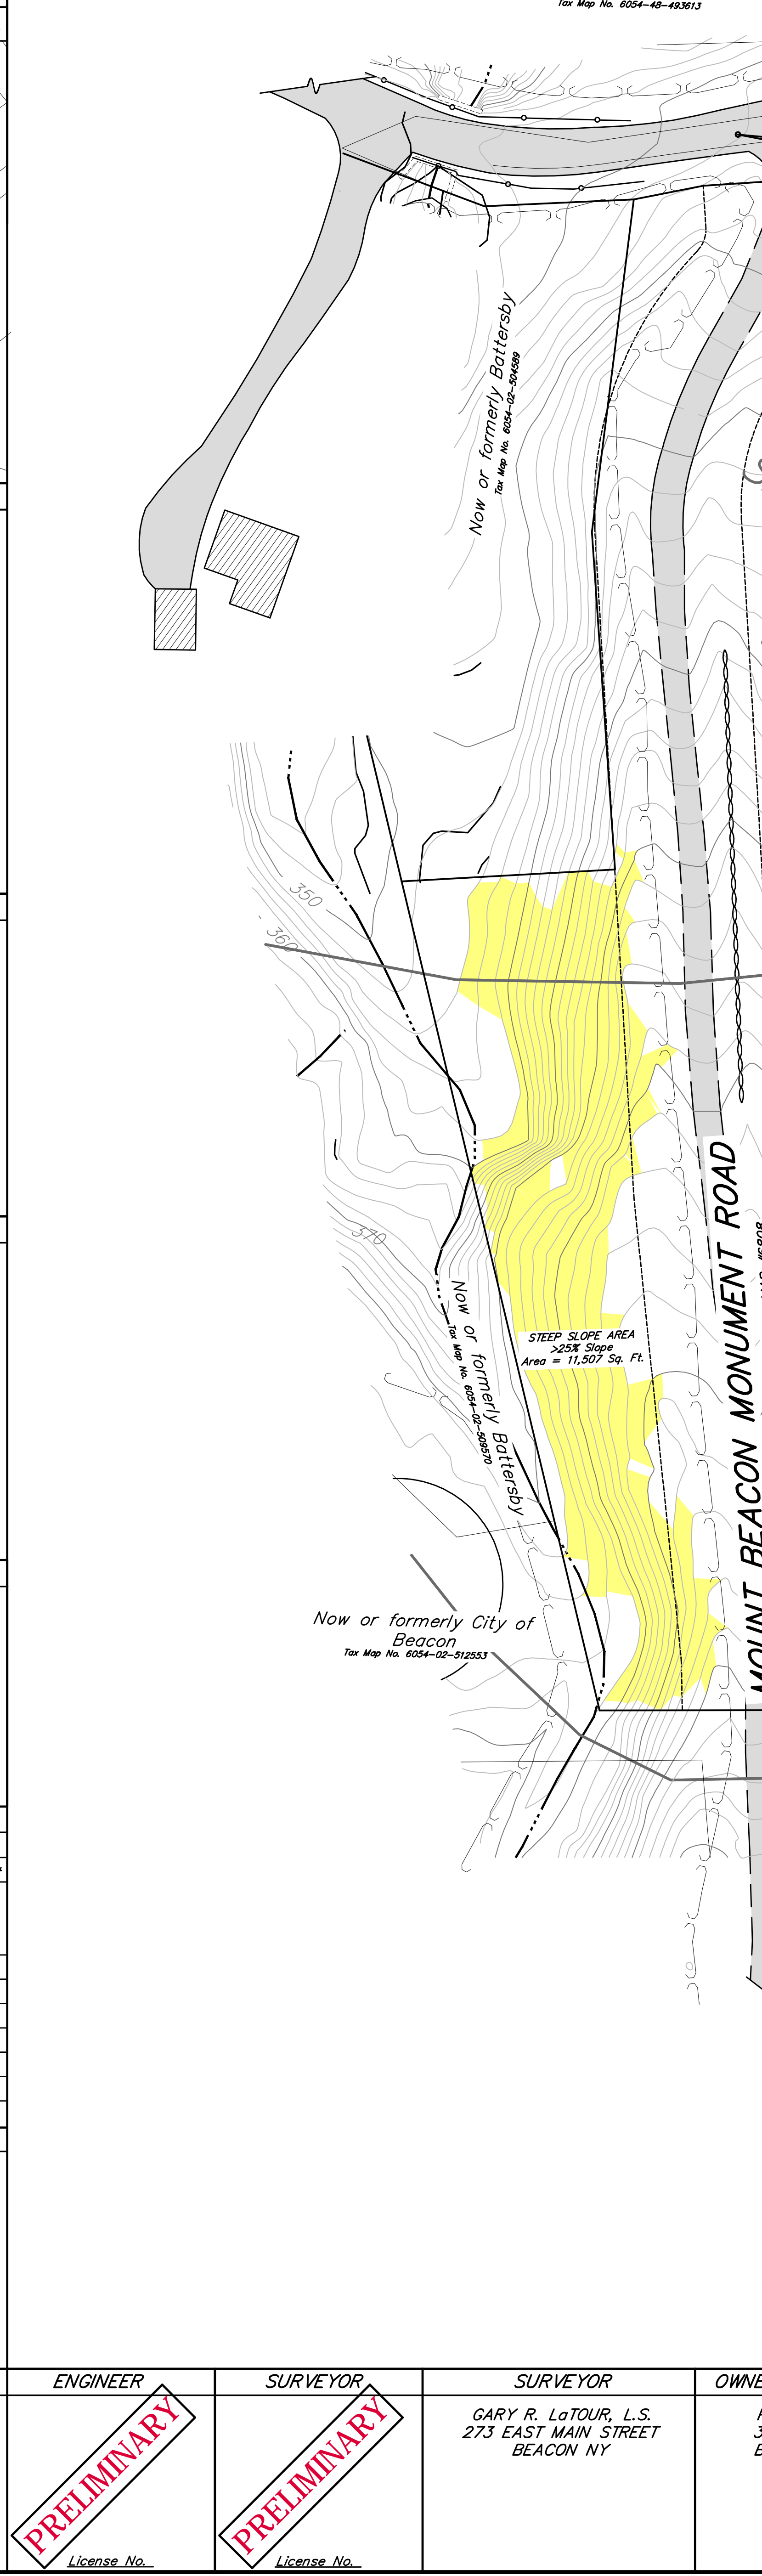 Tax Map No. 6054-48-493613
Now or formerly Battersby
Tax Map No. 6054-02-504589
350
360
370
Now or formerly Battersby
Tax Map No. 6054-02-509570
STEEP SLOPE AREA
>25% Slope
Area = 11,507 Sq. Ft.
MOUNT BEACON MONUMENT ROAD
Now or formerly City of
Beacon
Tax Map No. 6054-02-512553
ENGINEER
SURVEYOR
SURVEYOR
OWNE
PRELIMINARY
License No.
PRELIMINARY
License No.
GARY R. LaTOUR, L.S.
273 EAST MAIN STREET
BEACON NY